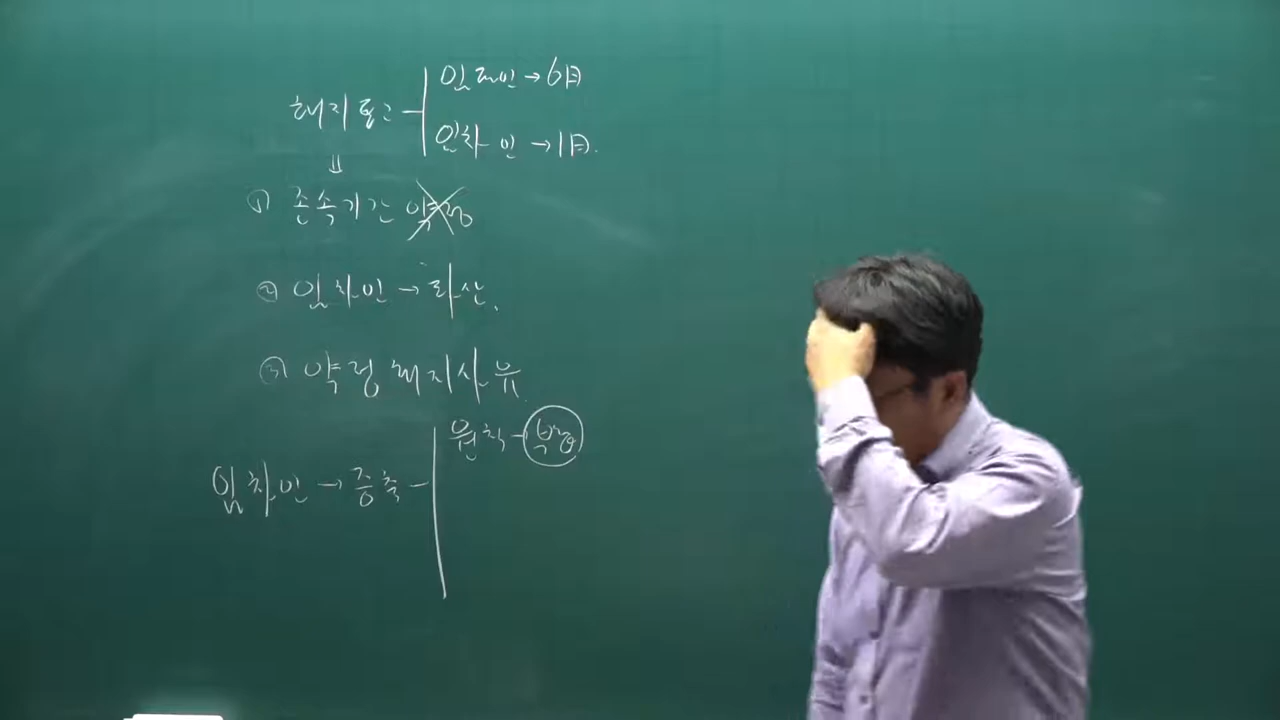 임대인 → 6月
해지통고
임차인 → 1月.
① 존속기간 약정
② 임차인 → 파산.
③ 약정해지사유
원칙 - 부동
임차인 → 증축